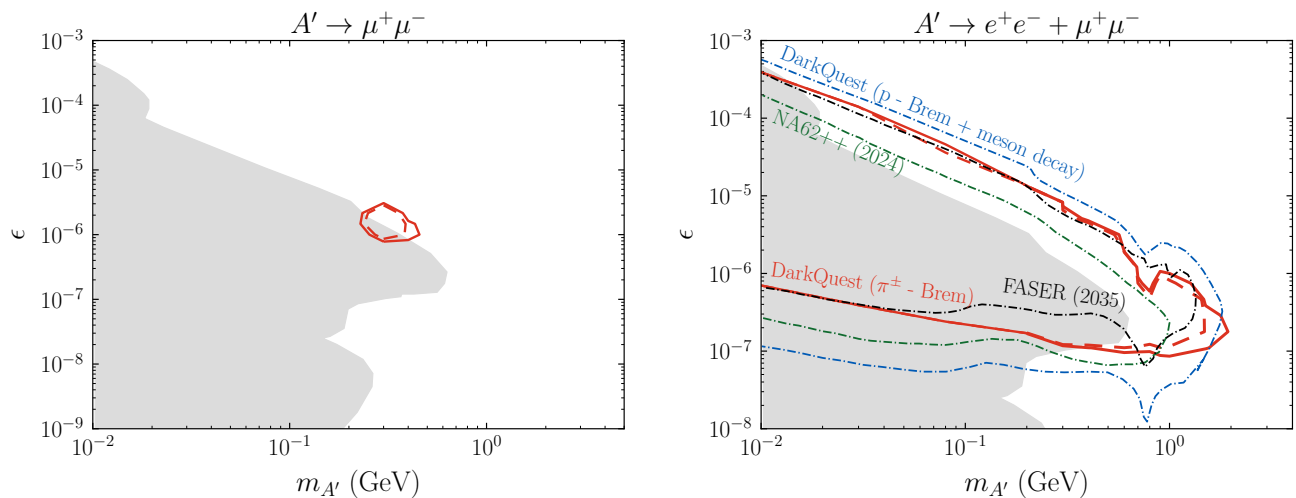 A′ → μ⁺μ⁻
10⁻³
10⁻⁴
10⁻⁵
10⁻⁶
10⁻⁷
10⁻⁸
10⁻⁹
ϵ
10⁻² 10⁻¹ 10⁰
m_A′ (GeV)
A′ → e⁺e⁻ + μ⁺μ⁻
10⁻³
10⁻⁴
10⁻⁵
10⁻⁶
10⁻⁷
10⁻⁸
ϵ
DarkQuest (p - Brem + meson decay)
NA62++ (2024)
DarkQuest (π± - Brem)
FASER (2035)
10⁻² 10⁻¹ 10⁰
m_A′ (GeV)